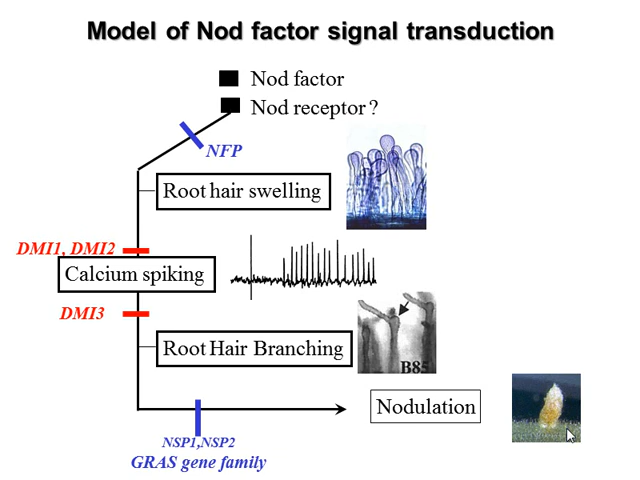 Model of Nod factor signal transduction
Nod factor
Nod receptor ?
NFP
Root hair swelling
DMI1, DMI2
Calcium spiking
DMI3
Root Hair Branching
B85
Nodulation
NSP1,NSP2
GRAS gene family